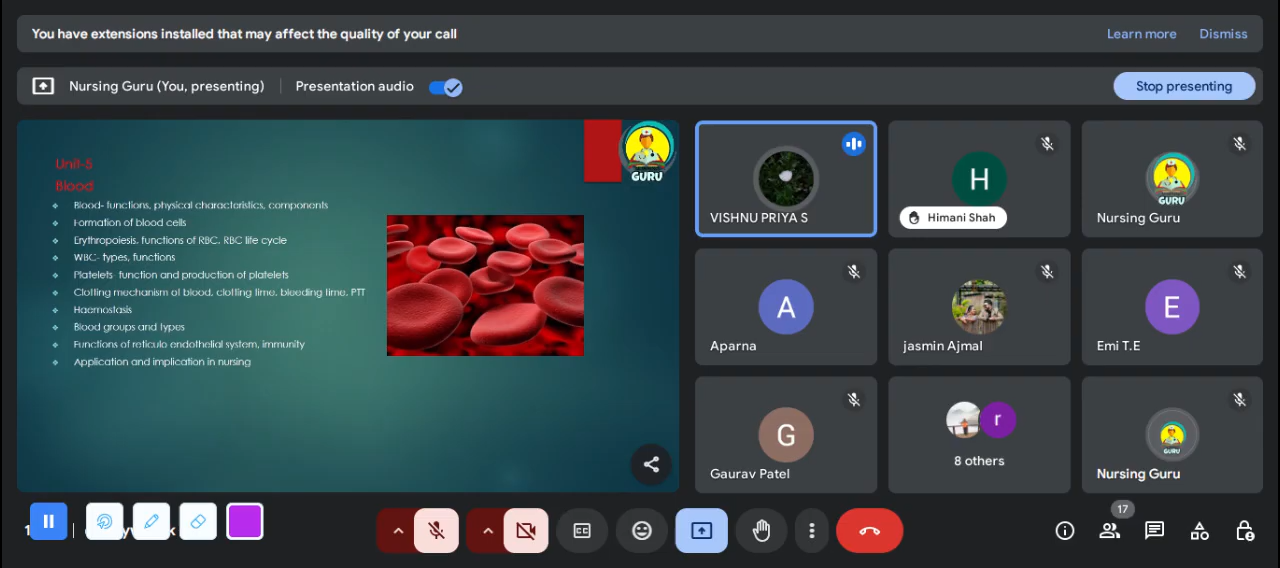 You have extensions installed that may affect the quality of your call
Learn more
Dismiss
Nursing Guru (You, presenting)
Presentation audio
Stop presenting
Unit-5
Blood
Blood- functions, physical characteristics, components
Formation of blood cells
Erythropoiesis, functions of RBC, RBC life cycle
WBC- types, functions
Platelets- function and production of platelets
Clotting mechanism of blood, clotting time, bleeding time, PTT
Haemostasis
Blood groups and types
Functions of reticulo endothelial system, immunity
Application and implication in nursing
GURU
VISHNU PRIYA S
H
Himani Shah
GURU
Nursing Guru
A
Aparna
jasmin Ajmal
E
Emi T.E
G
Gaurav Patel
r
8 others
GURU
Nursing Guru
CC
17